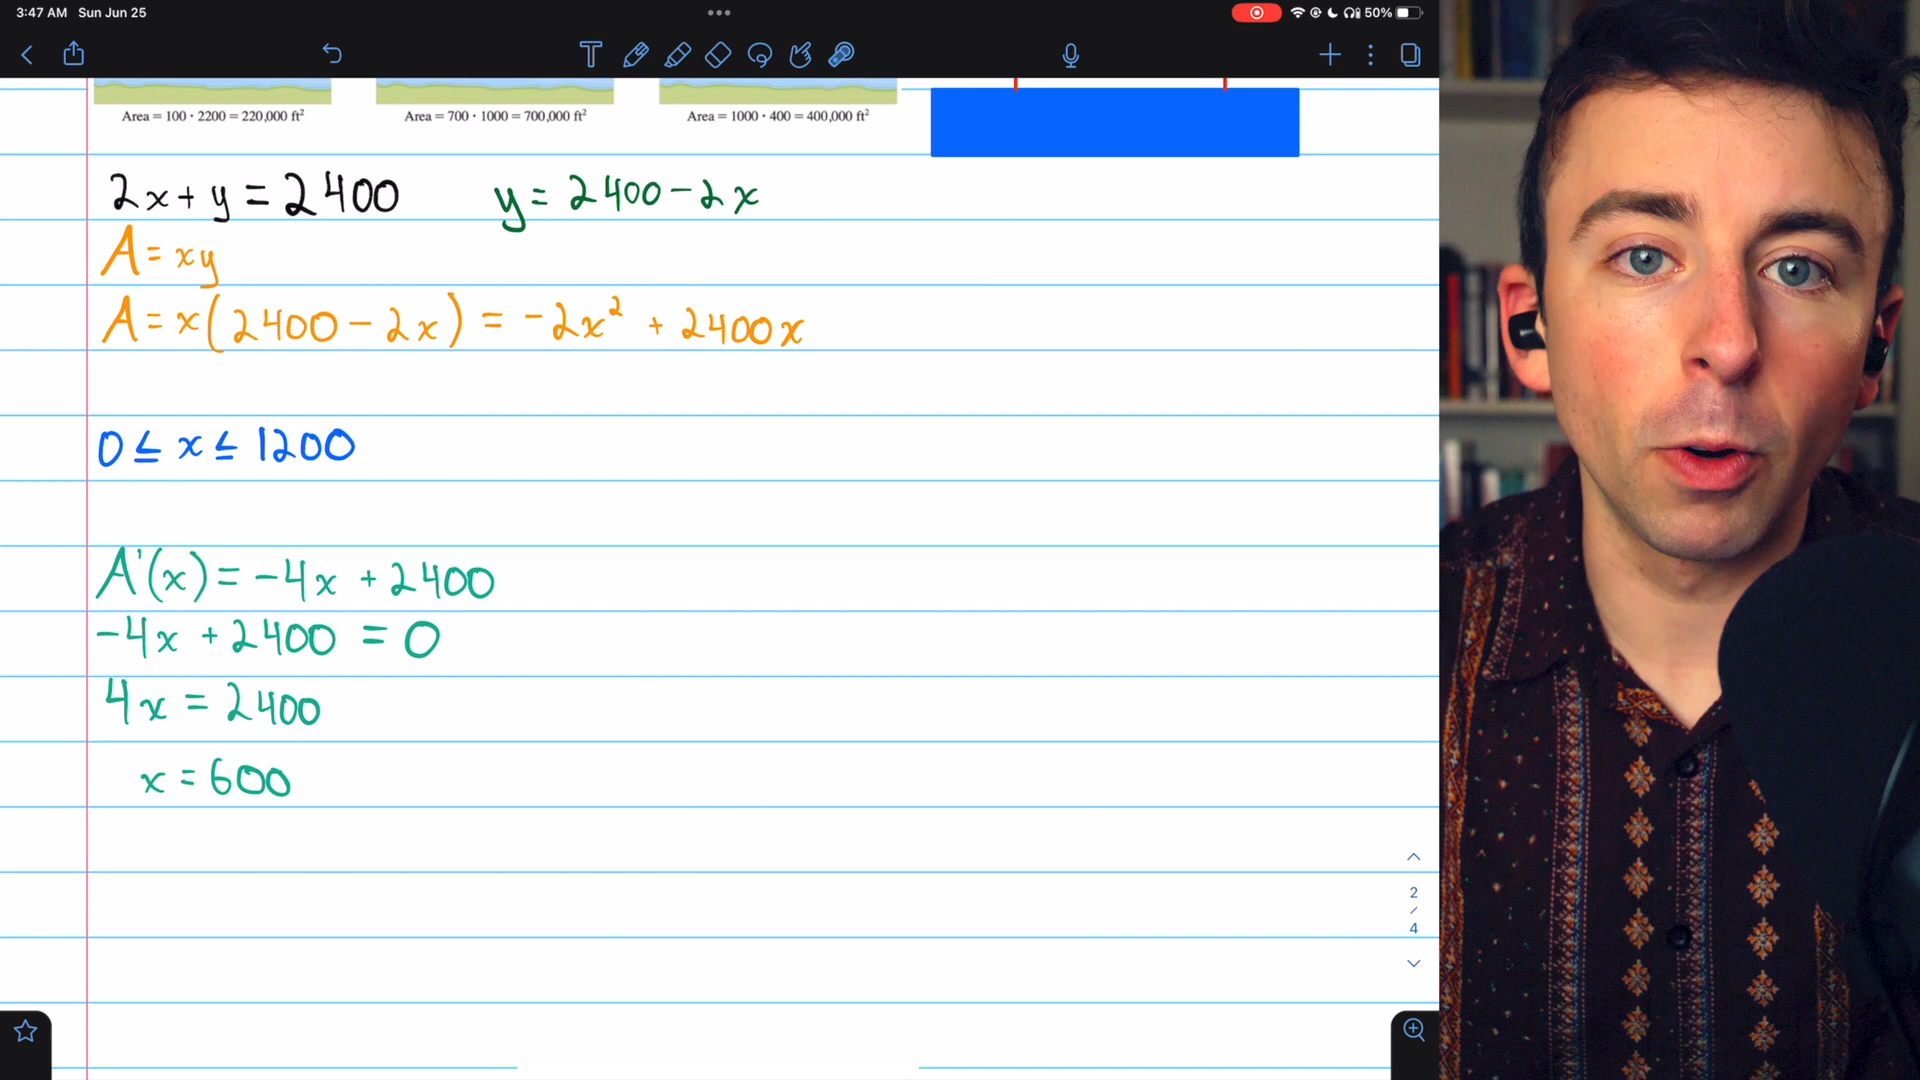 3:47 AM Sun Jun 25
50%
Area = 100 · 2200 = 220,000 ft²
Area = 700 · 1000 = 700,000 ft²
Area = 1000 · 400 = 400,000 ft²
2x + y = 2400
y = 2400 - 2x
A = xy
A = x(2400 - 2x) = -2x² + 2400x
0 ≤ x ≤ 1200
A'(x) = -4x + 2400
-4x + 2400 = 0
4x = 2400
x = 600
2
/
4